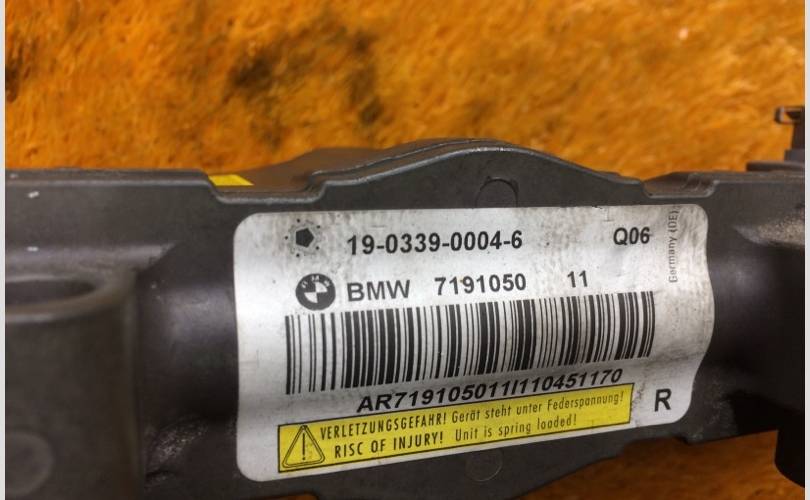 19-0339-0004-6 Q06
Germany (DE)
BMW 7191050 11
AR719105011I110451170
VERLETZUNGSGEFAHR! Gerät steht unter Federspannung!
RISC OF INJURY! Unit is spring loaded!
R